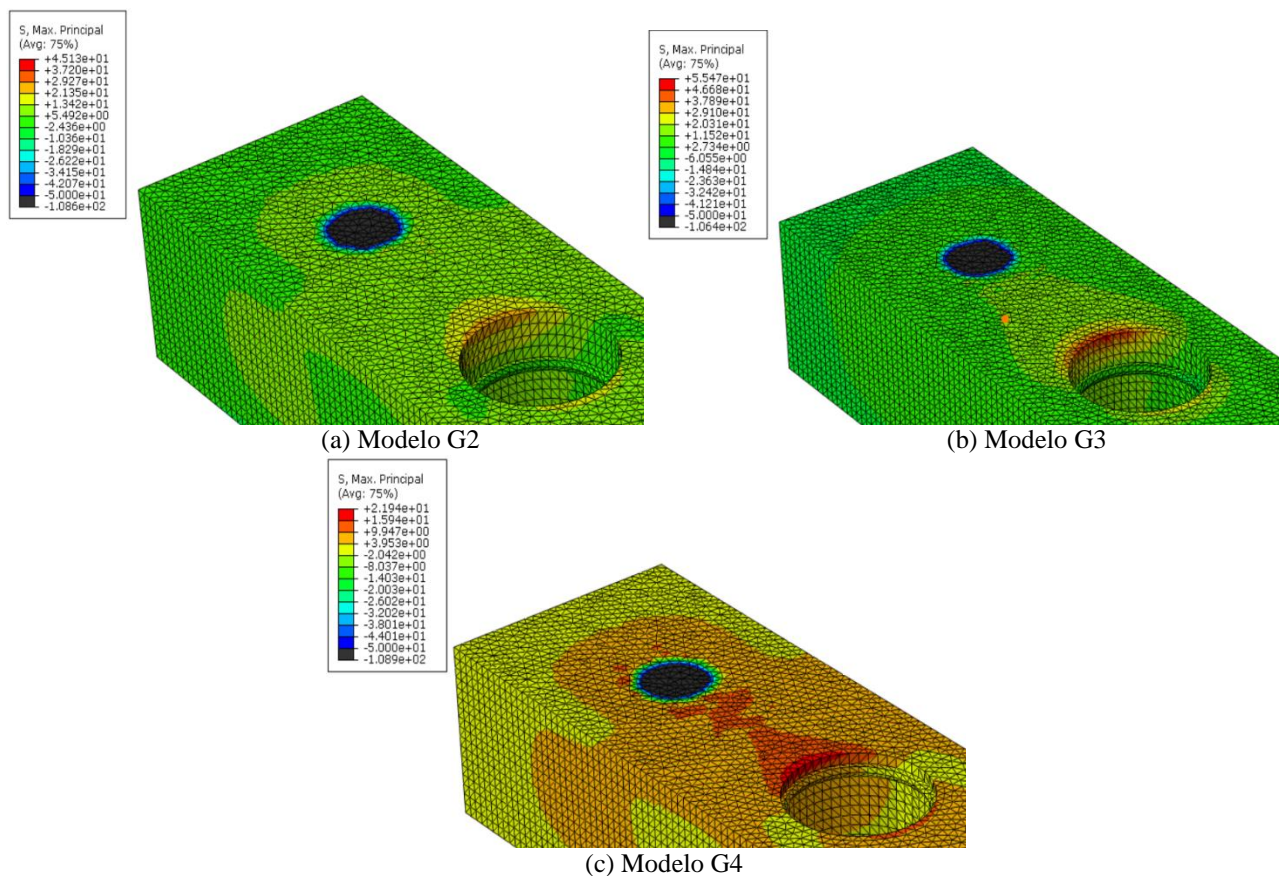 S, Max. Principal
(Avg: 75%)
+4.513e+01
+3.720e+01
+2.927e+01
+2.135e+01
+1.342e+01
+5.492e+00
-2.436e+00
-1.036e+01
-1.829e+01
-2.622e+01
-3.415e+01
-4.207e+01
-5.000e+01
-1.086e+02
(a) Modelo G2
S, Max. Principal
(Avg: 75%)
+5.547e+01
+4.668e+01
+3.789e+01
+2.910e+01
+2.031e+01
+1.152e+01
+2.734e+00
-6.055e+00
-1.484e+01
-2.363e+01
-3.242e+01
-4.121e+01
-5.000e+01
-1.064e+02
(b) Modelo G3
S, Max. Principal
(Avg: 75%)
+2.194e+01
+1.594e+01
+9.947e+00
+3.953e+00
-2.042e+00
-8.037e+00
-1.403e+01
-2.003e+01
-2.602e+01
-3.202e+01
-3.801e+01
-4.401e+01
-5.000e+01
-1.089e+02
(c) Modelo G4